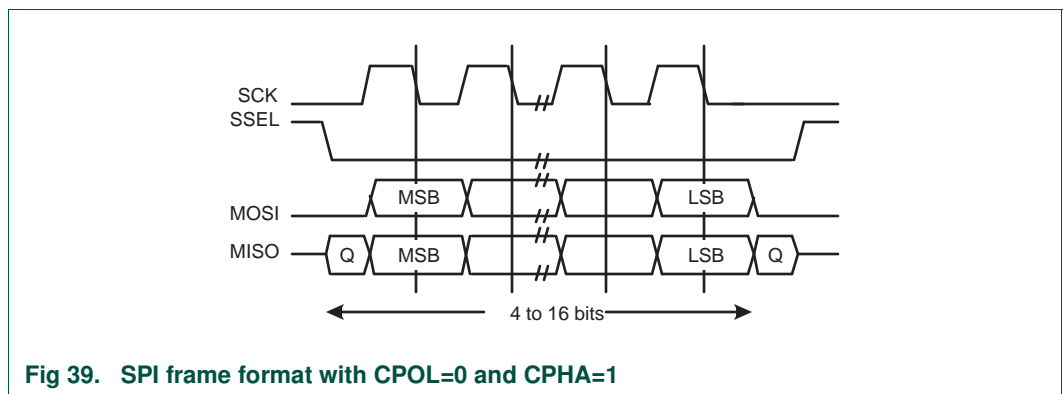 SCK
SSEL
MOSI MSB LSB
MISO Q MSB LSB Q
4 to 16 bits
Fig 39. SPI frame format with CPOL=0 and CPHA=1